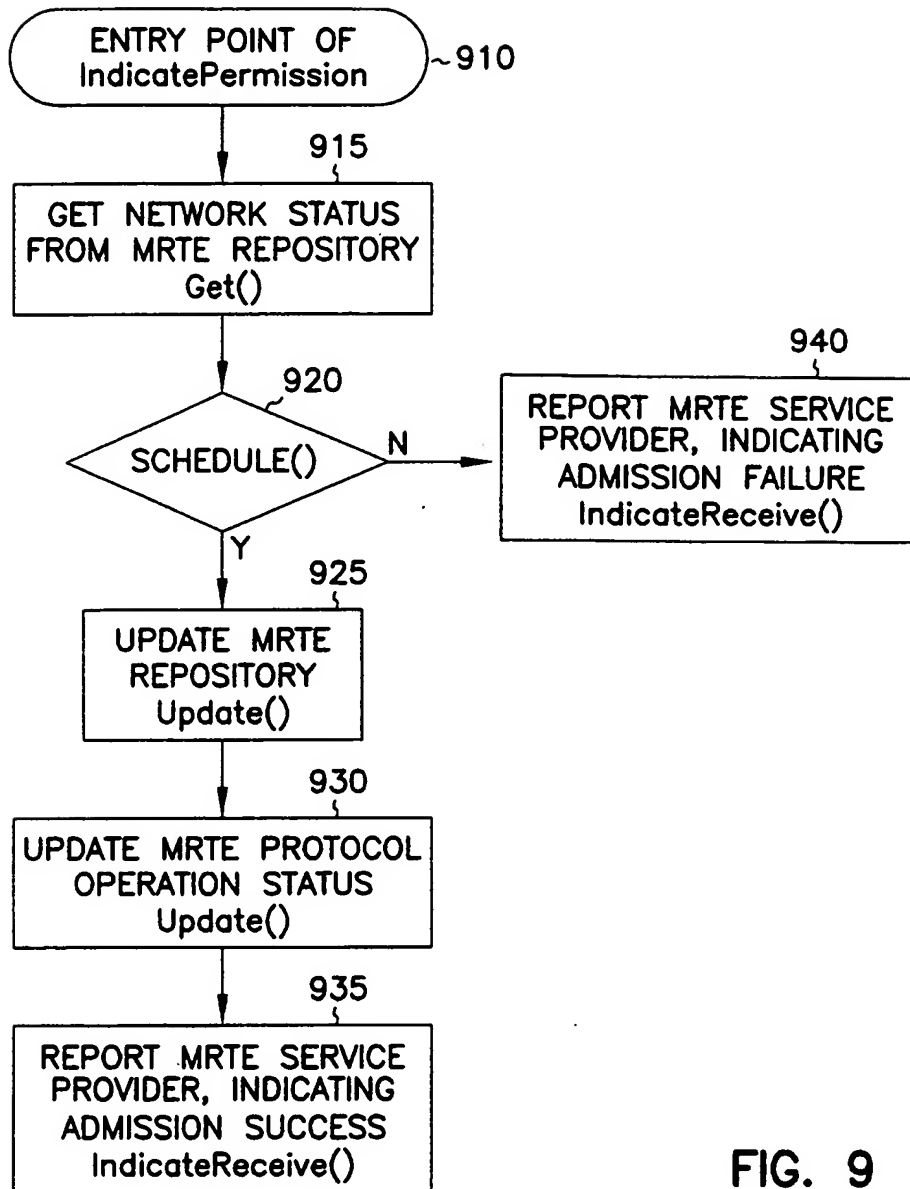 ENTRY POINT OF
IndicatePermission
910
915
GET NETWORK STATUS
FROM MRTE REPOSITORY
Get()
920
SCHEDULE()
N
Y
940
REPORT MRTE SERVICE
PROVIDER, INDICATING
ADMISSION FAILURE
IndicateReceive()
925
UPDATE MRTE
REPOSITORY
Update()
930
UPDATE MRTE PROTOCOL
OPERATION STATUS
Update()
935
REPORT MRTE SERVICE
PROVIDER, INDICATING
ADMISSION SUCCESS
IndicateReceive()
FIG. 9